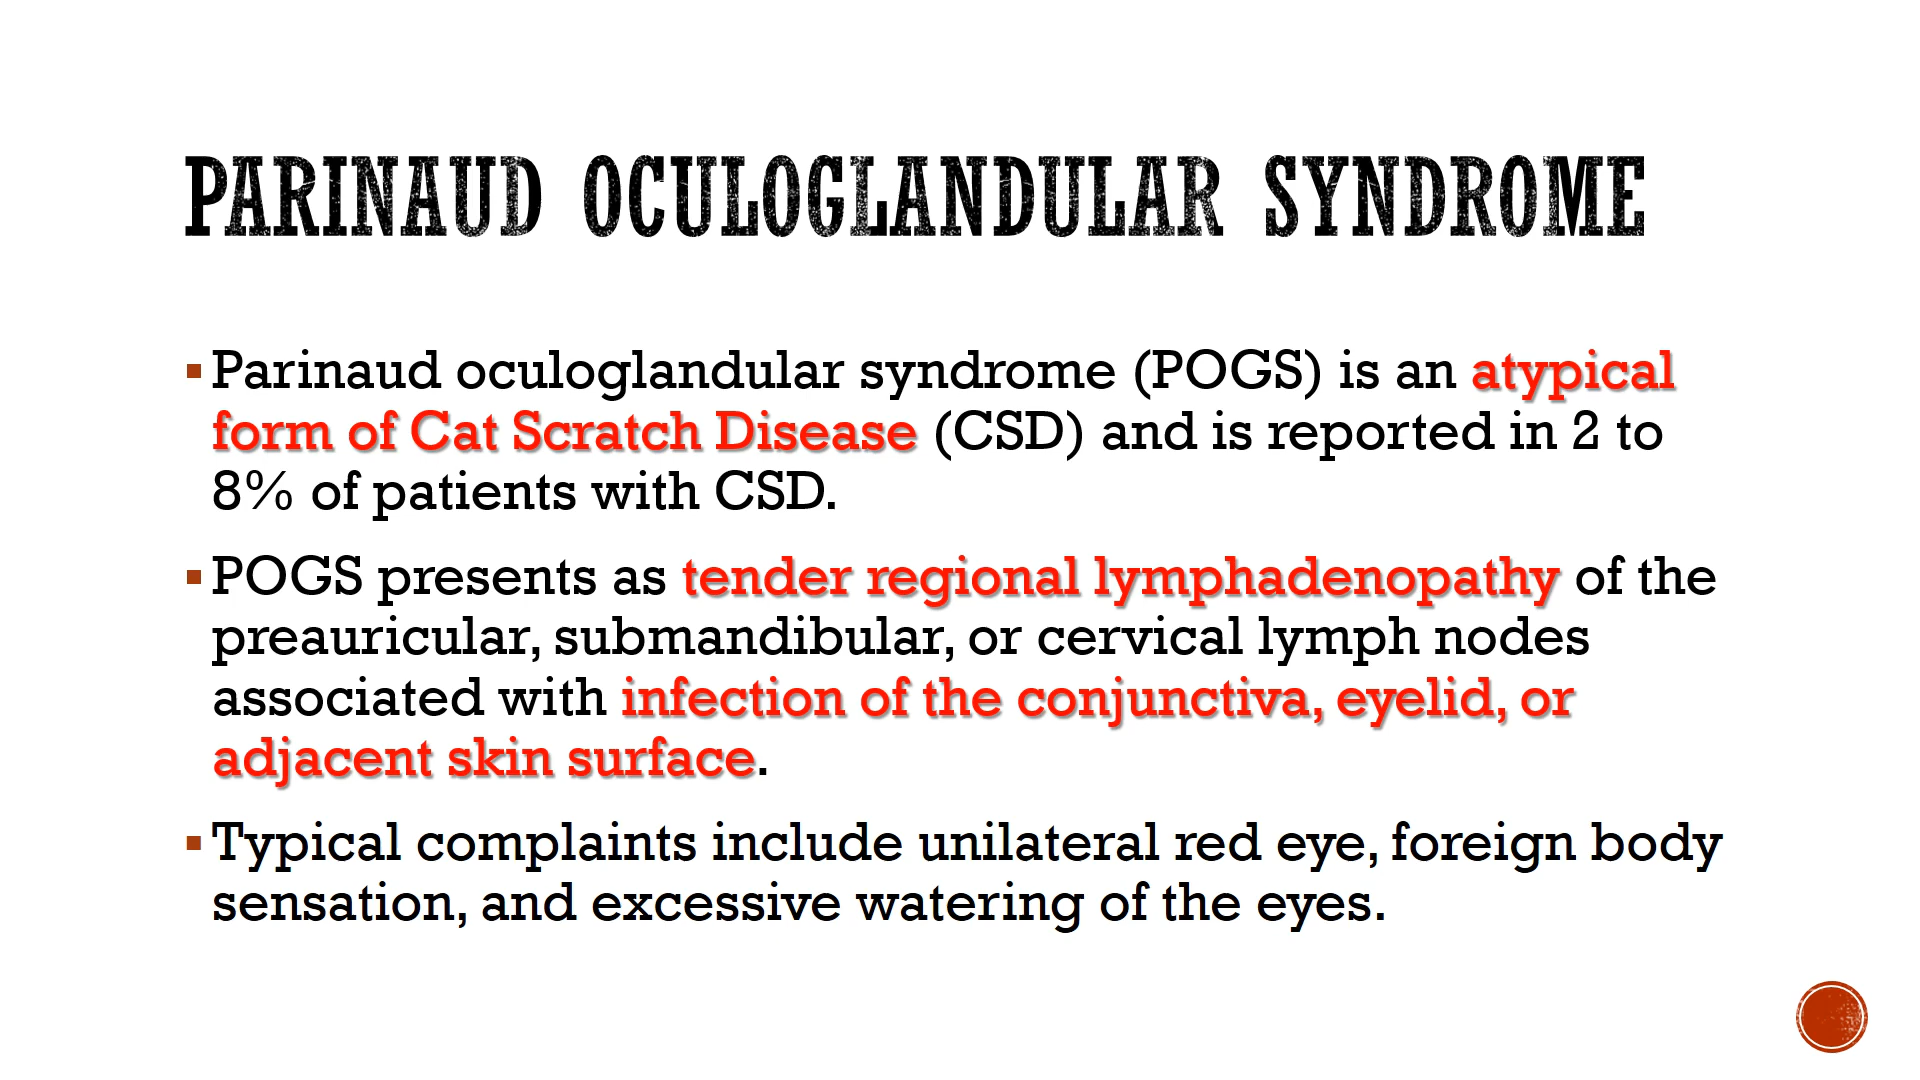 PARINAUD OCULOGLANDULAR SYNDROME
▪ Parinaud oculoglandular syndrome (POGS) is an atypical
form of Cat Scratch Disease (CSD) and is reported in 2 to
8% of patients with CSD.
▪ POGS presents as tender regional lymphadenopathy of the
preauricular, submandibular, or cervical lymph nodes
associated with infection of the conjunctiva, eyelid, or
adjacent skin surface.
▪ Typical complaints include unilateral red eye, foreign body
sensation, and excessive watering of the eyes.